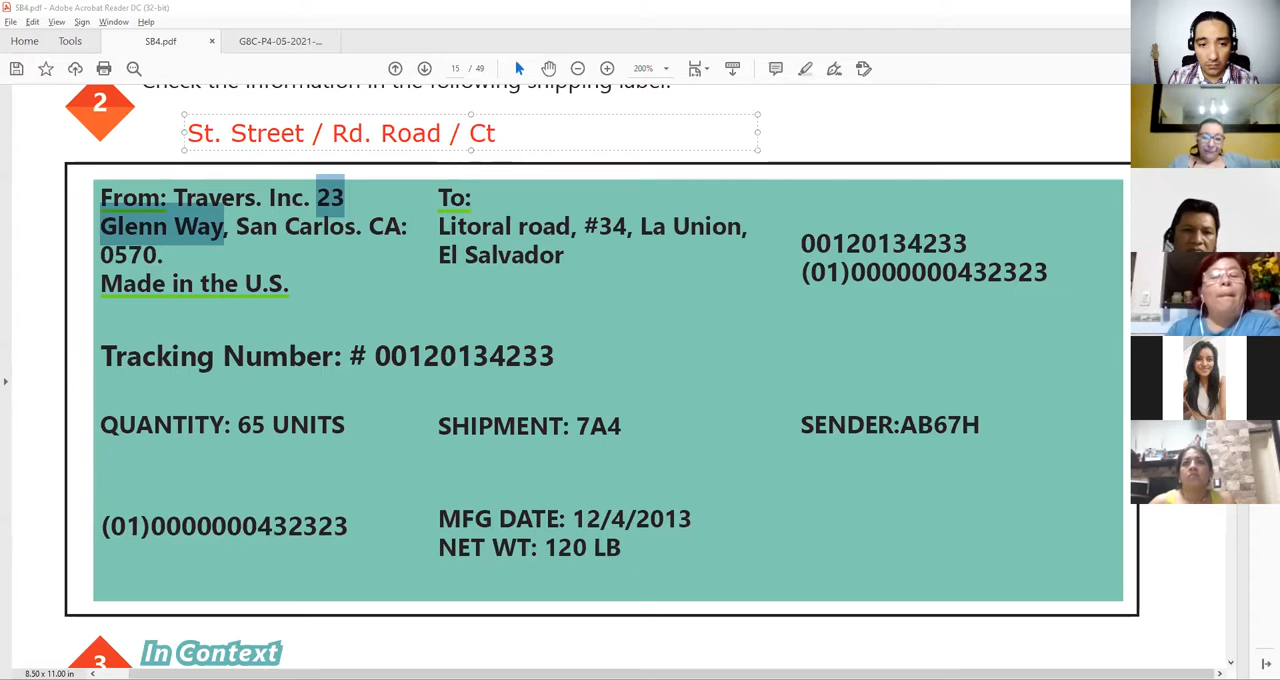 SB4.pdf - Adobe Acrobat Reader DC (32-bit)
File Edit View Sign Window Help
Home Tools SB4.pdf × GBC-P4-05-2021-...
15 / 49 200%
2 Check the information in the following shipping label.
St. Street / Rd. Road / Ct
From: Travers. Inc. 23
Glenn Way, San Carlos. CA:
0570.
Made in the U.S.
To:
Litoral road, #34, La Union,
El Salvador
00120134233
(01)0000000432323
Tracking Number: # 00120134233
QUANTITY: 65 UNITS
SHIPMENT: 7A4
SENDER:AB67H
(01)0000000432323
MFG DATE: 12/4/2013
NET WT: 120 LB
3 In Context
8.50 x 11.00 in